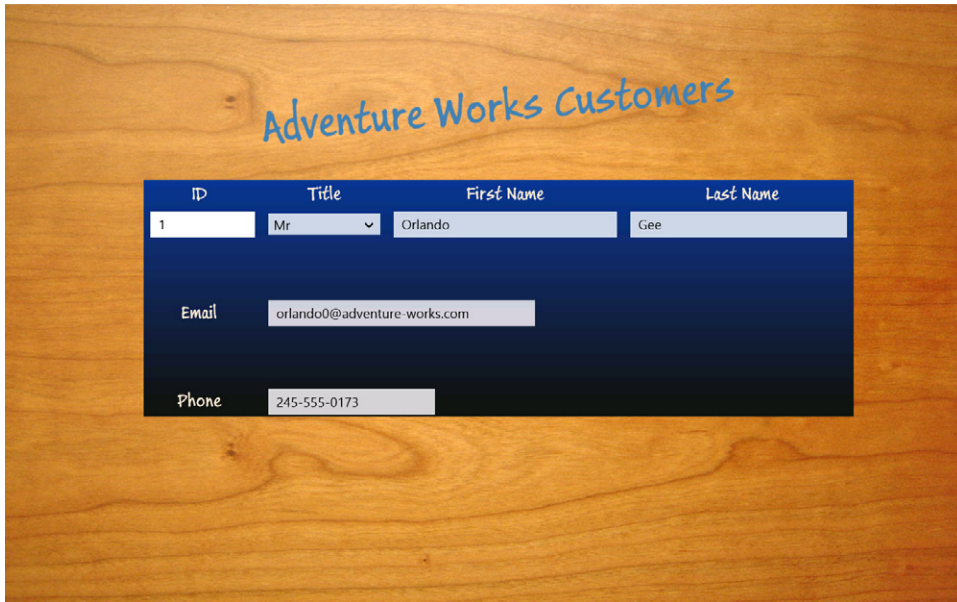 Adventure Works Customers
ID Title First Name Last Name
1 Mr Orlando Gee
Email orlando0@adventure-works.com
Phone 245-555-0173